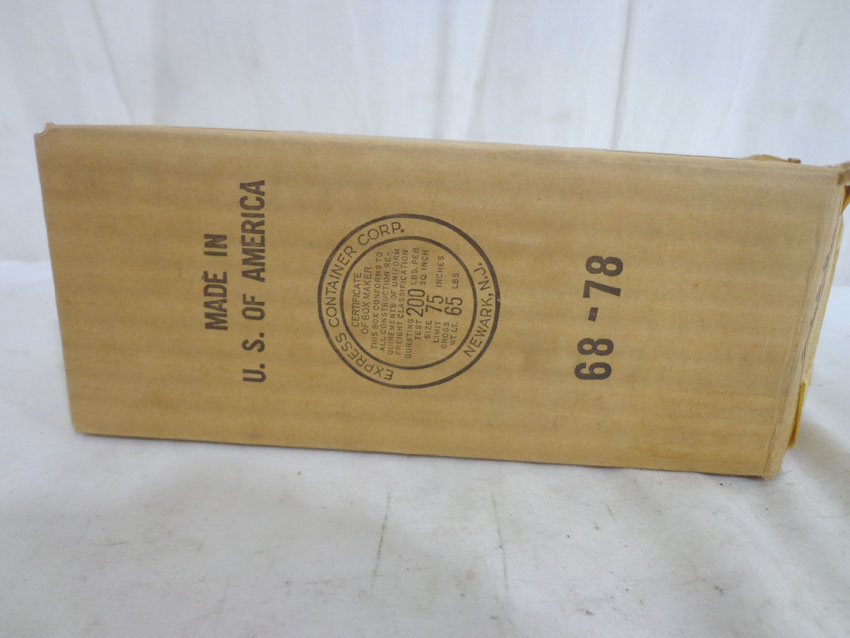 MADE IN
U. S. OF AMERICA
EXPRESS CONTAINER CORP.
CERTIFICATE
OF BOX MAKER
THIS BOX CONFORMS TO
ALL CONSTRUCTION RE-
QUIREMENTS OF UNIFORM
FREIGHT CLASSIFICATION
BURSTING TEST 200 LBS. PER SQ. INCH
SIZE LIMIT 75 INCHES
GROSS WT. LT. 65 LBS.
NEWARK, N.J.
68-78